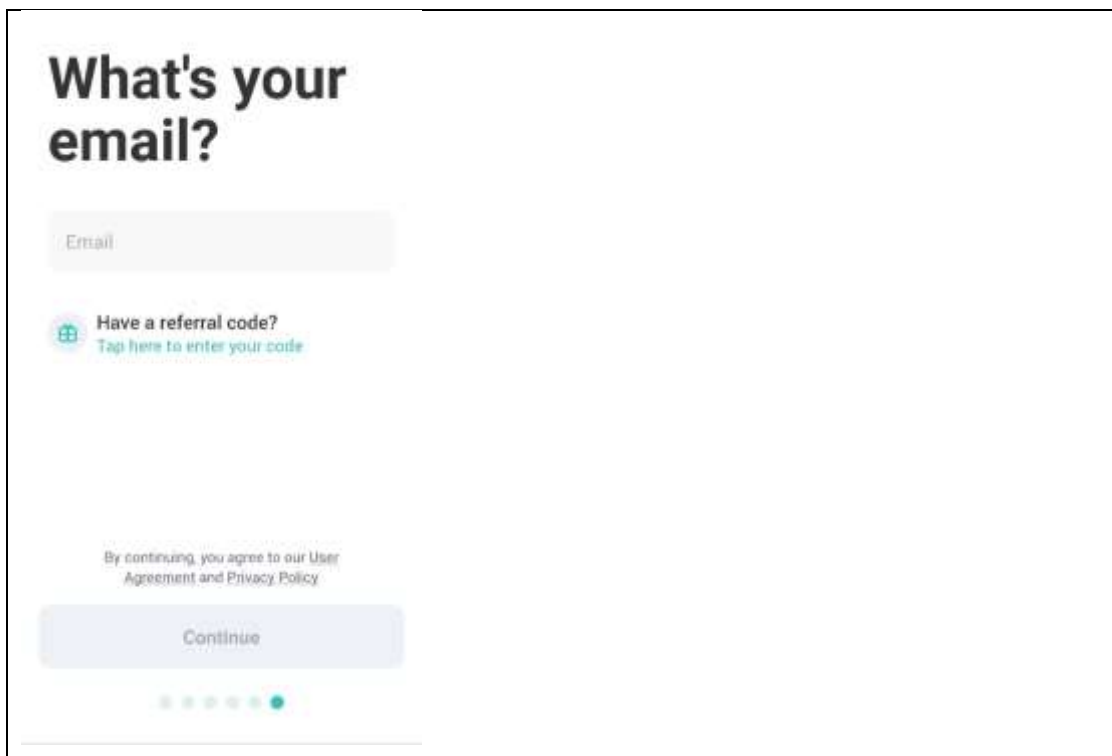 What's your
email?
Email
Have a referral code?
Tap here to enter your code
By continuing, you agree to our User
Agreement and Privacy Policy
Continue